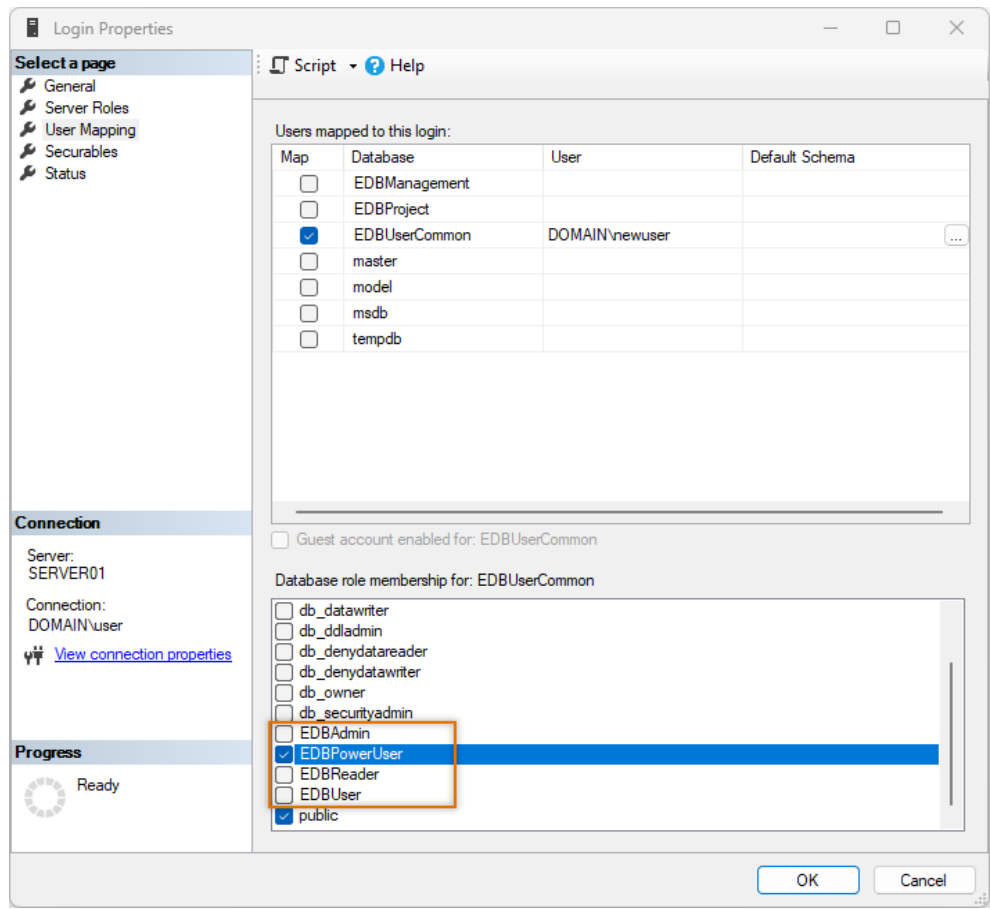 Login Properties
Select a page
General
Server Roles
User Mapping
Securables
Status
Script Help
Users mapped to this login:
Map Database User Default Schema
EDBManagement
EDBProject
EDBUserCommon DOMAIN\newuser ...
master
model
msdb
tempdb
Guest account enabled for: EDBUserCommon
Database role membership for: EDBUserCommon
db_datawriter
db_ddladmin
db_denydatareader
db_denydatawriter
db_owner
db_securityadmin
EDBAdmin
EDBPowerUser
EDBReader
EDBUser
public
Connection
Server:
SERVER01
Connection:
DOMAIN\user
View connection properties
Progress
Ready
OK Cancel